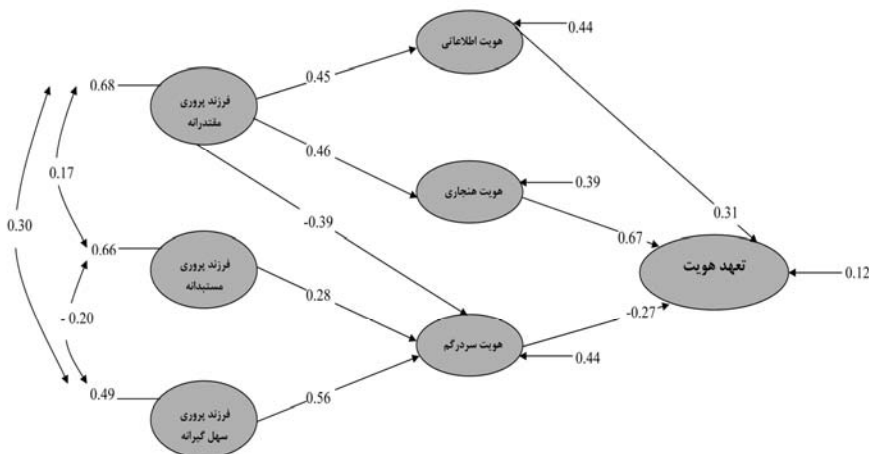 هویت اطلاعاتی
0.44
0.68
فرزند پروری
مقتدرانه
0.45
0.46
0.17
هویت هنجاری
0.39
0.30
-0.39
0.31
0.67
0.66
فرزند پروری
مستبدانه
تعهد هویت
0.12
0.28
- 0.20
هویت سردرگم
-0.27
0.44
0.49
0.56
فرزند پروری
سهل گیرانه